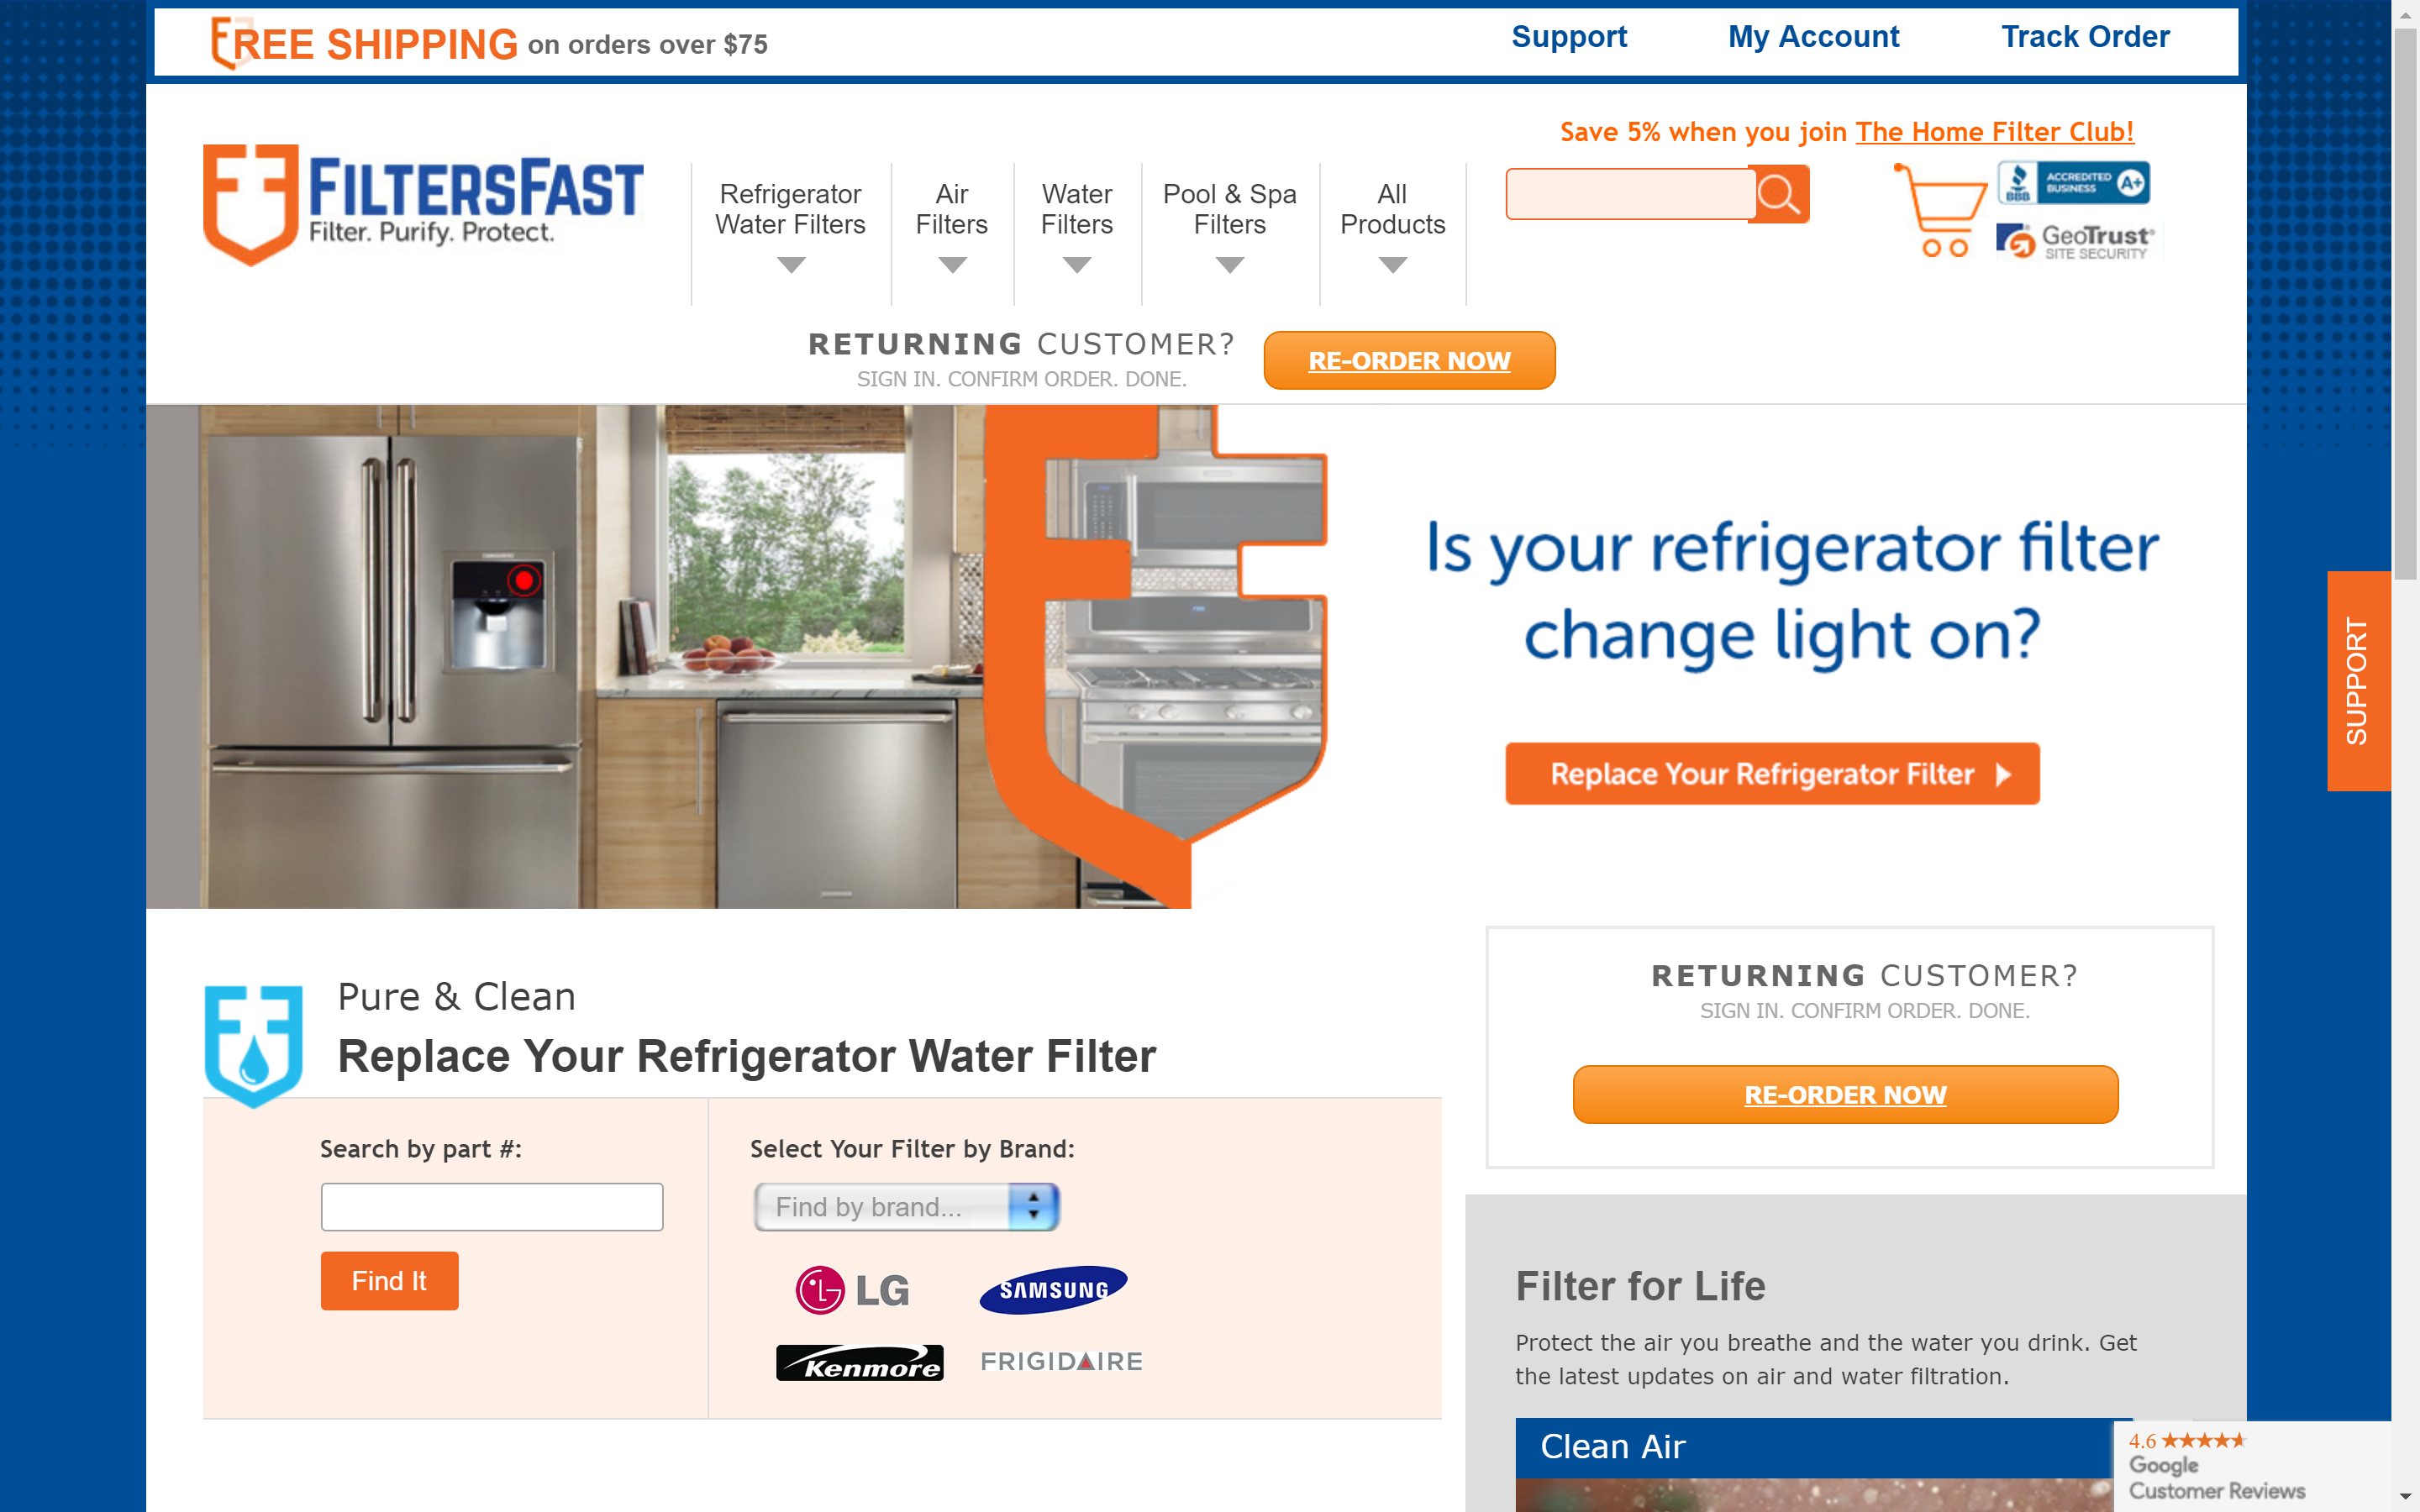 FREE SHIPPING on orders over $75
Support
My Account
Track Order
Save 5% when you join The Home Filter Club!
FILTERSFAST
Filter. Purify. Protect.
Refrigerator
Water Filters
Air
Filters
Water
Filters
Pool & Spa
Filters
All
Products
BBB
ACCREDITED
BUSINESS
A+
GeoTrust
SITE SECURITY
RETURNING CUSTOMER?
SIGN IN. CONFIRM ORDER. DONE.
RE-ORDER NOW
Is your refrigerator filter
change light on?
Replace Your Refrigerator Filter
SUPPORT
Pure & Clean
Replace Your Refrigerator Water Filter
Search by part #:
Find It
Select Your Filter by Brand:
Find by brand...
LG
SAMSUNG
Kenmore
FRIGIDAIRE
RETURNING CUSTOMER?
SIGN IN. CONFIRM ORDER. DONE.
RE-ORDER NOW
Filter for Life
Protect the air you breathe and the water you drink. Get
the latest updates on air and water filtration.
Clean Air
4.6
Google
Customer Reviews